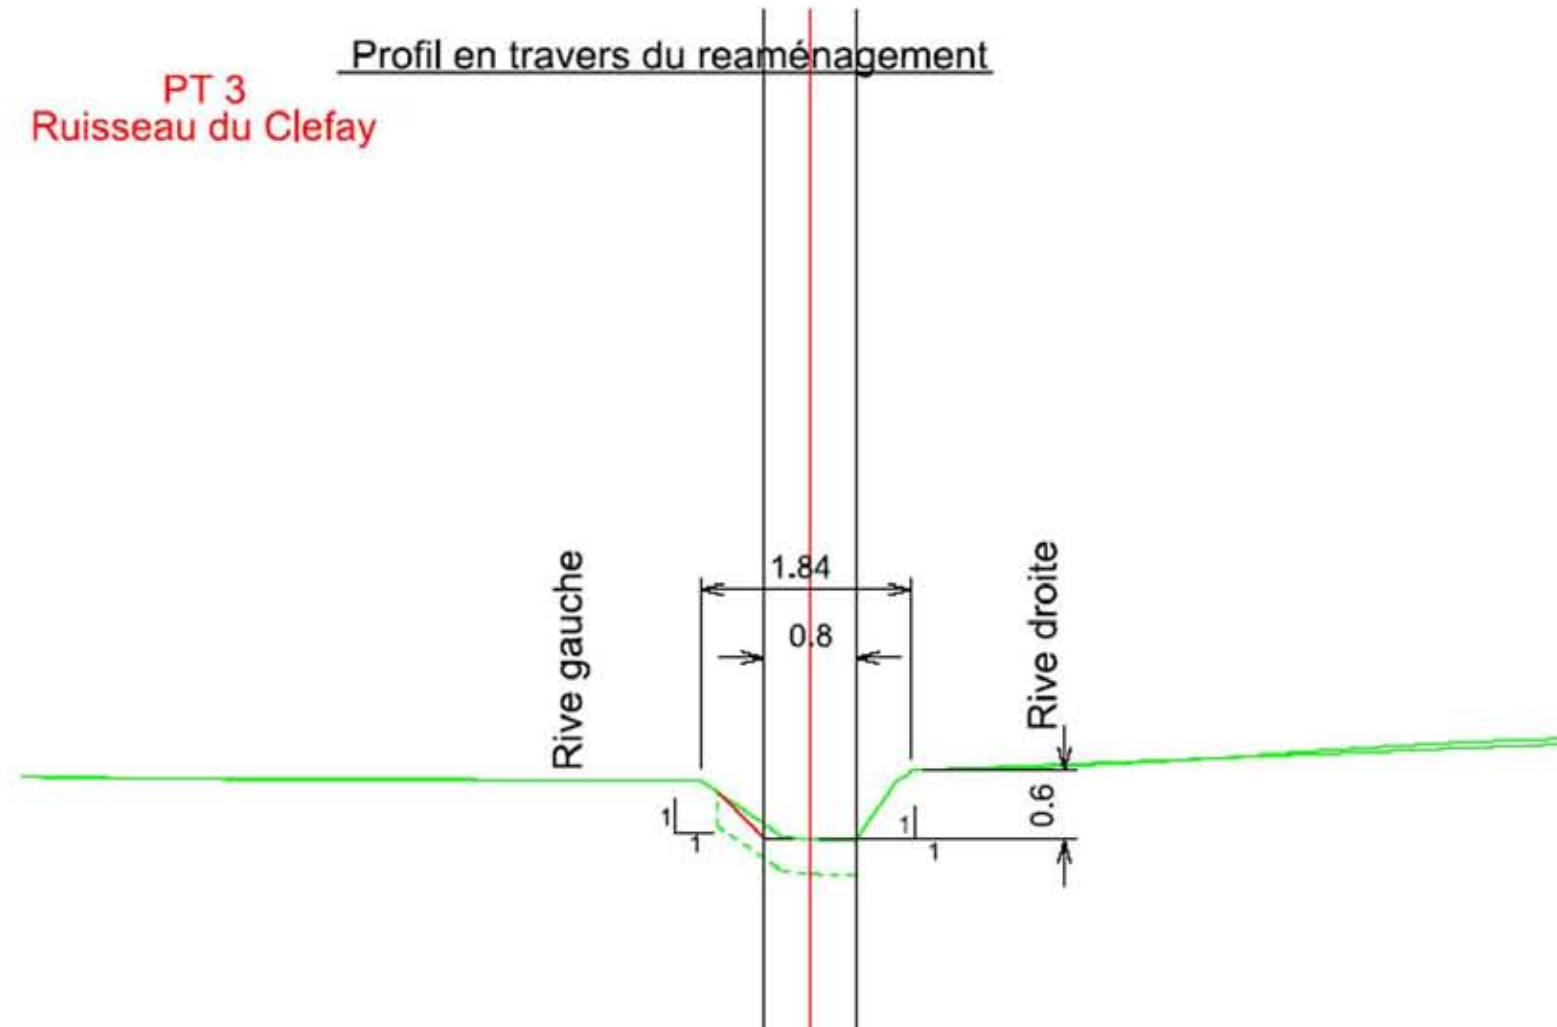 Profil en travers du reaménagement
PT 3
Ruisseau du Clefay
1.84
0.8
Rive gauche
Rive droite
0.6
1
1
1
1